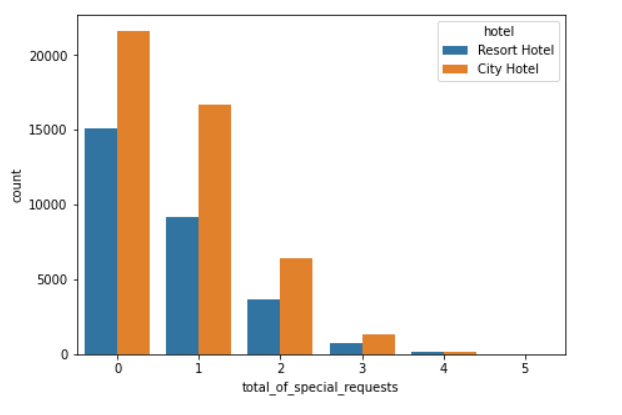 hotel
Resort Hotel
City Hotel
20000
15000
10000
5000
0
count
0 1 2 3 4 5
total_of_special_requests